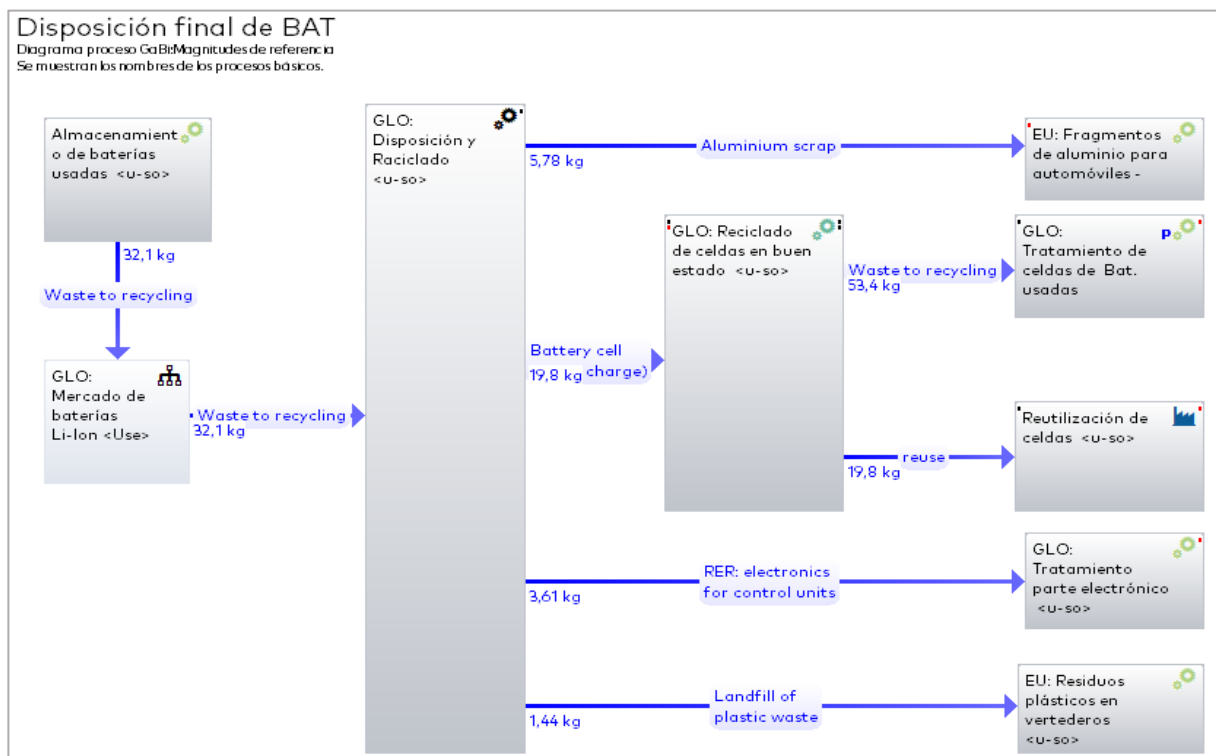 Disposición final de BAT
Diagrama proceso GaBi:Magnitudes de referencia
Se muestran los nombres de los procesos básicos.
Almacenamient
o de baterías
usadas <u-so>
32,1 kg
Waste to recycling
GLO:
Mercado de
baterías
Li-Ion <Use>
Waste to recycling
32,1 kg
GLO:
Disposición y
Raciclado
<u-so>
Aluminium scrap
5,78 kg
EU: Fragmentos
de aluminio para
automóviles -
Battery cell
charge)
19,8 kg
GLO: Reciclado
de celdas en buen
estado <u-so>
Waste to recycling
53,4 kg
GLO:
Tratamiento de
celdas de Bat.
usadas
p
reuse
19,8 kg
Reutilización de
celdas <u-so>
RER: electronics
for control units
3,61 kg
GLO:
Tratamiento
parte electrónico
<u-so>
Landfill of
plastic waste
1,44 kg
EU: Residuos
plásticos en
vertederos
<u-so>